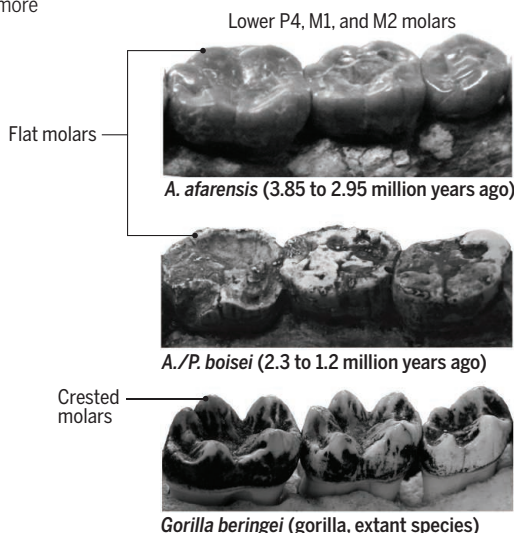 more
Lower P4, M1, and M2 molars
Flat molars
A. afarensis (3.85 to 2.95 million years ago)
A./P. boisei (2.3 to 1.2 million years ago)
Crested
molars
Gorilla beringei (gorilla, extant species)